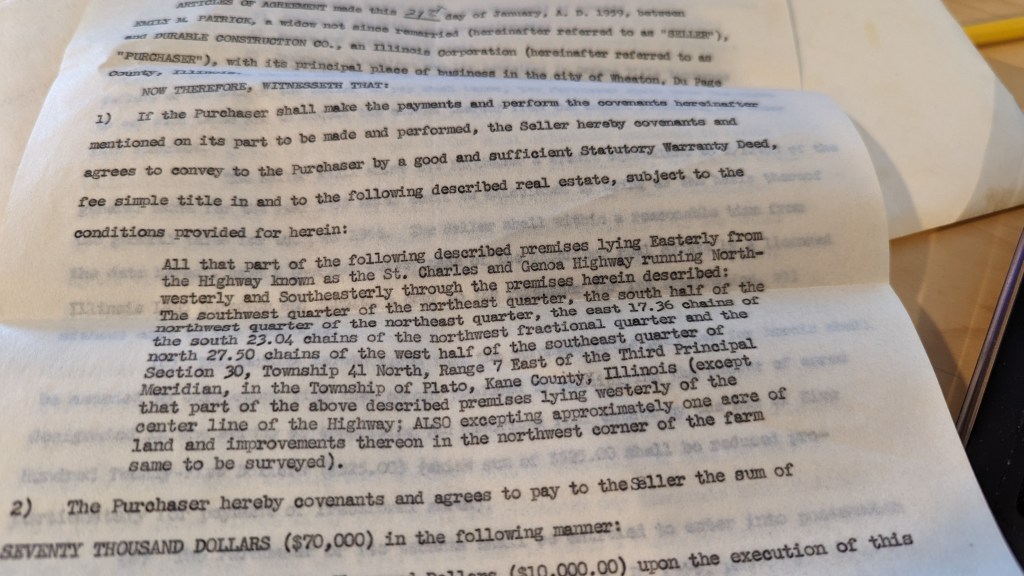 ARTICLES OF AGREEMENT made this 21st day of January, A. D. 1959, between
EMILY M. PATRICK, a widow not since remarried (hereinafter referred to as "SELLER"),
and DURABLE CONSTRUCTION CO., an Illinois corporation (hereinafter referred to as
"PURCHASER"), with its principal place of business in the city of Wheaton, Du Page
County,
NOW THEREFORE, WITNESSETH THAT:
1) If the Purchaser shall make the payments and perform the covenants hereinafter
mentioned on its part to be made and performed, the Seller hereby covenants and
agrees to convey to the Purchaser by a good and sufficient Statutory Warranty Deed,
fee simple title in and to the following described real estate, subject to the
conditions provided for herein:
All that part of the following described premises lying Easterly from
the Highway known as the St. Charles and Genoa Highway running North-
westerly and Southeasterly through the premises herein described:
The southwest quarter of the northeast quarter, the south half of the
northwest quarter of the northeast quarter, the east 17.36 chains of
the south 23.04 chains of the northwest fractional quarter and the
north 27.50 chains of the west half of the southeast quarter of
Section 30, Township 41 North, Range 7 East of the Third Principal
Meridian, in the Township of Plato, Kane County, Illinois (except
that part of the above described premises lying westerly of the
center line of the Highway; ALSO excepting approximately one acre of
land and improvements thereon in the northwest corner of the farm
same to be surveyed).
2) The Purchaser hereby covenants and agrees to pay to the Seller the sum of
SEVENTY THOUSAND DOLLARS ($70,000) in the following manner:
Dollars ($10,000.00) upon the execution of this